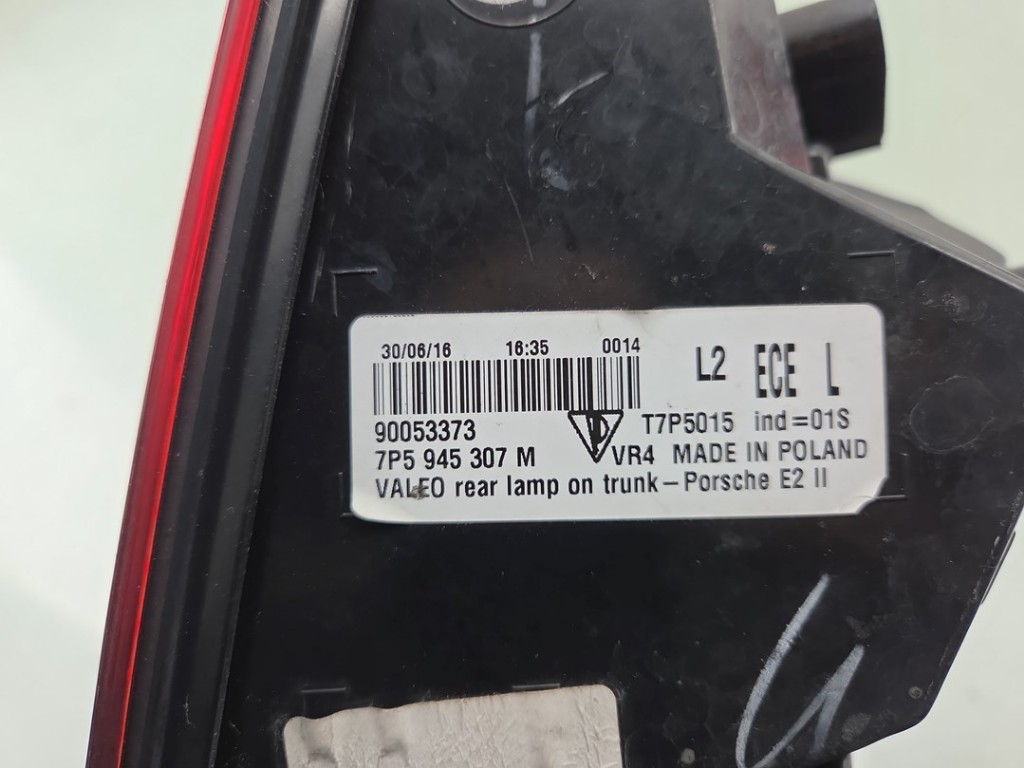 30/06/16 16:35 0014
L2 ECE L
90053373 T7P5015 ind=01S
7P5 945 307 M VR4 MADE IN POLAND
VALEO rear lamp on trunk-Porsche E2 II